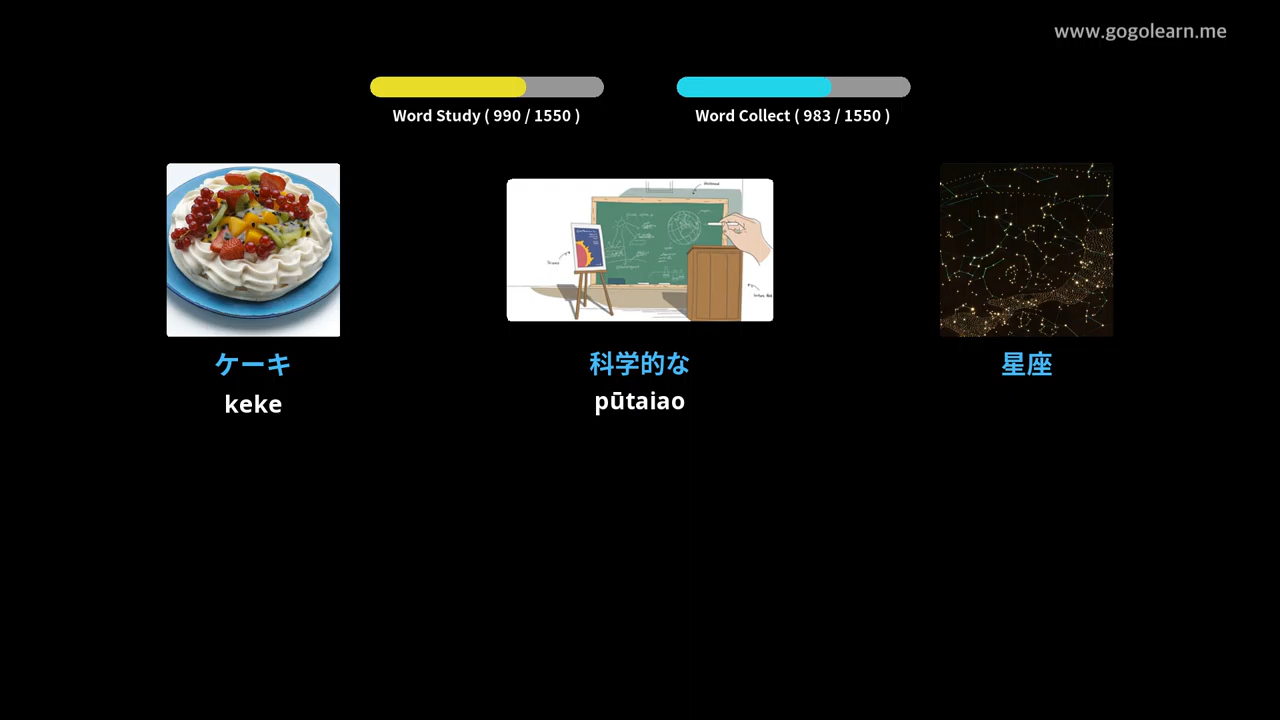 www.gogolearn.me
Word Study ( 990 / 1550 )
Word Collect ( 983 / 1550 )
ケーキ
keke
科学的な
pūtaiao
星座